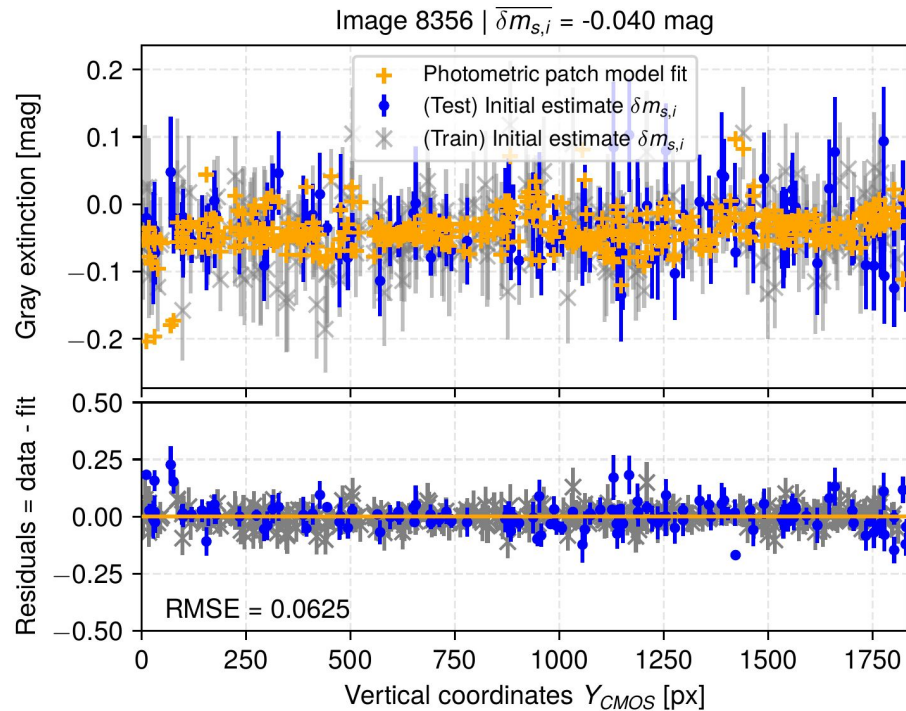 Image 8356 | $\overline{\delta m_{s,i}}$ = -0.040 mag
Gray extinction [mag]
0.2
0.1
0.0
−0.1
−0.2
Photometric patch model fit
(Test) Initial estimate $\delta m_{s,i}$
(Train) Initial estimate $\delta m_{s,i}$
Residuals = data - fit
0.50
0.25
0.00
−0.25
−0.50
RMSE = 0.0625
0 250 500 750 1000 1250 1500 1750
Vertical coordinates $Y_{CMOS}$ [px]